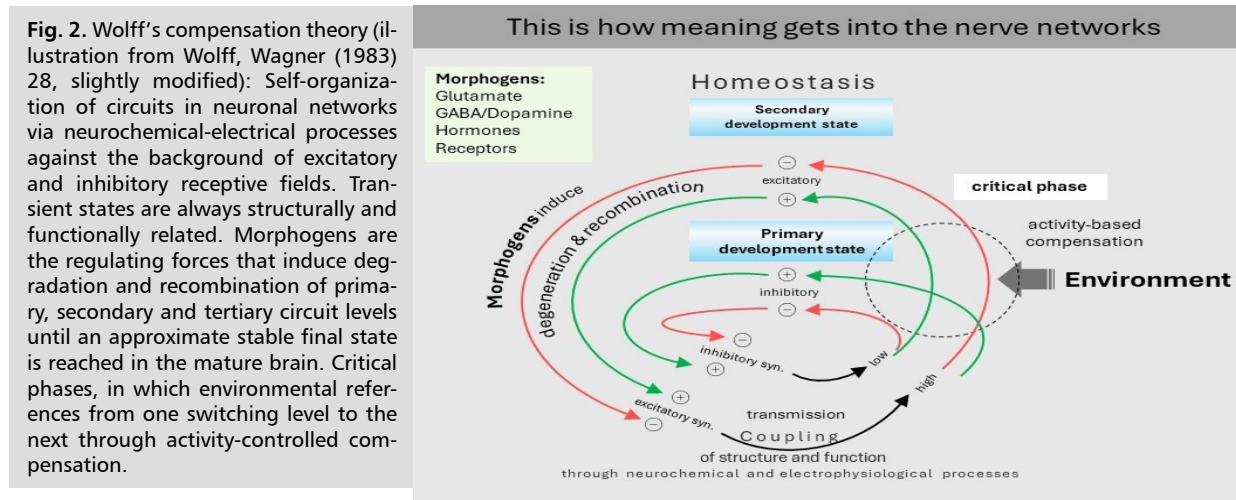 Fig. 2. Wolff's compensation theory (il-
lustration from Wolff, Wagner (1983)
28, slightly modified): Self-organiza-
tion of circuits in neuronal networks
via neurochemical-electrical processes
against the background of excitatory
and inhibitory receptive fields. Tran-
sient states are always structurally and
functionally related. Morphogens are
the regulating forces that induce deg-
radation and recombination of prima-
ry, secondary and tertiary circuit levels
until an approximate stable final state
is reached in the mature brain. Critical
phases, in which environmental refer-
ences from one switching level to the
next through activity-controlled com-
pensation.
This is how meaning gets into the nerve networks
Morphogens:
Glutamate
GABA/Dopamine
Hormones
Receptors
Homeostasis
Secondary
development state
−
excitatory
+
Morphogens induce
degeneration & recombination
Primary
development state
+
inhibitory
−
critical phase
activity-based
compensation
Environment
−
inhibitory syn.
+
low
high
+
excitatory syn.
−
transmission
Coupling
of structure and function
through neurochemical and electrophysiological processes